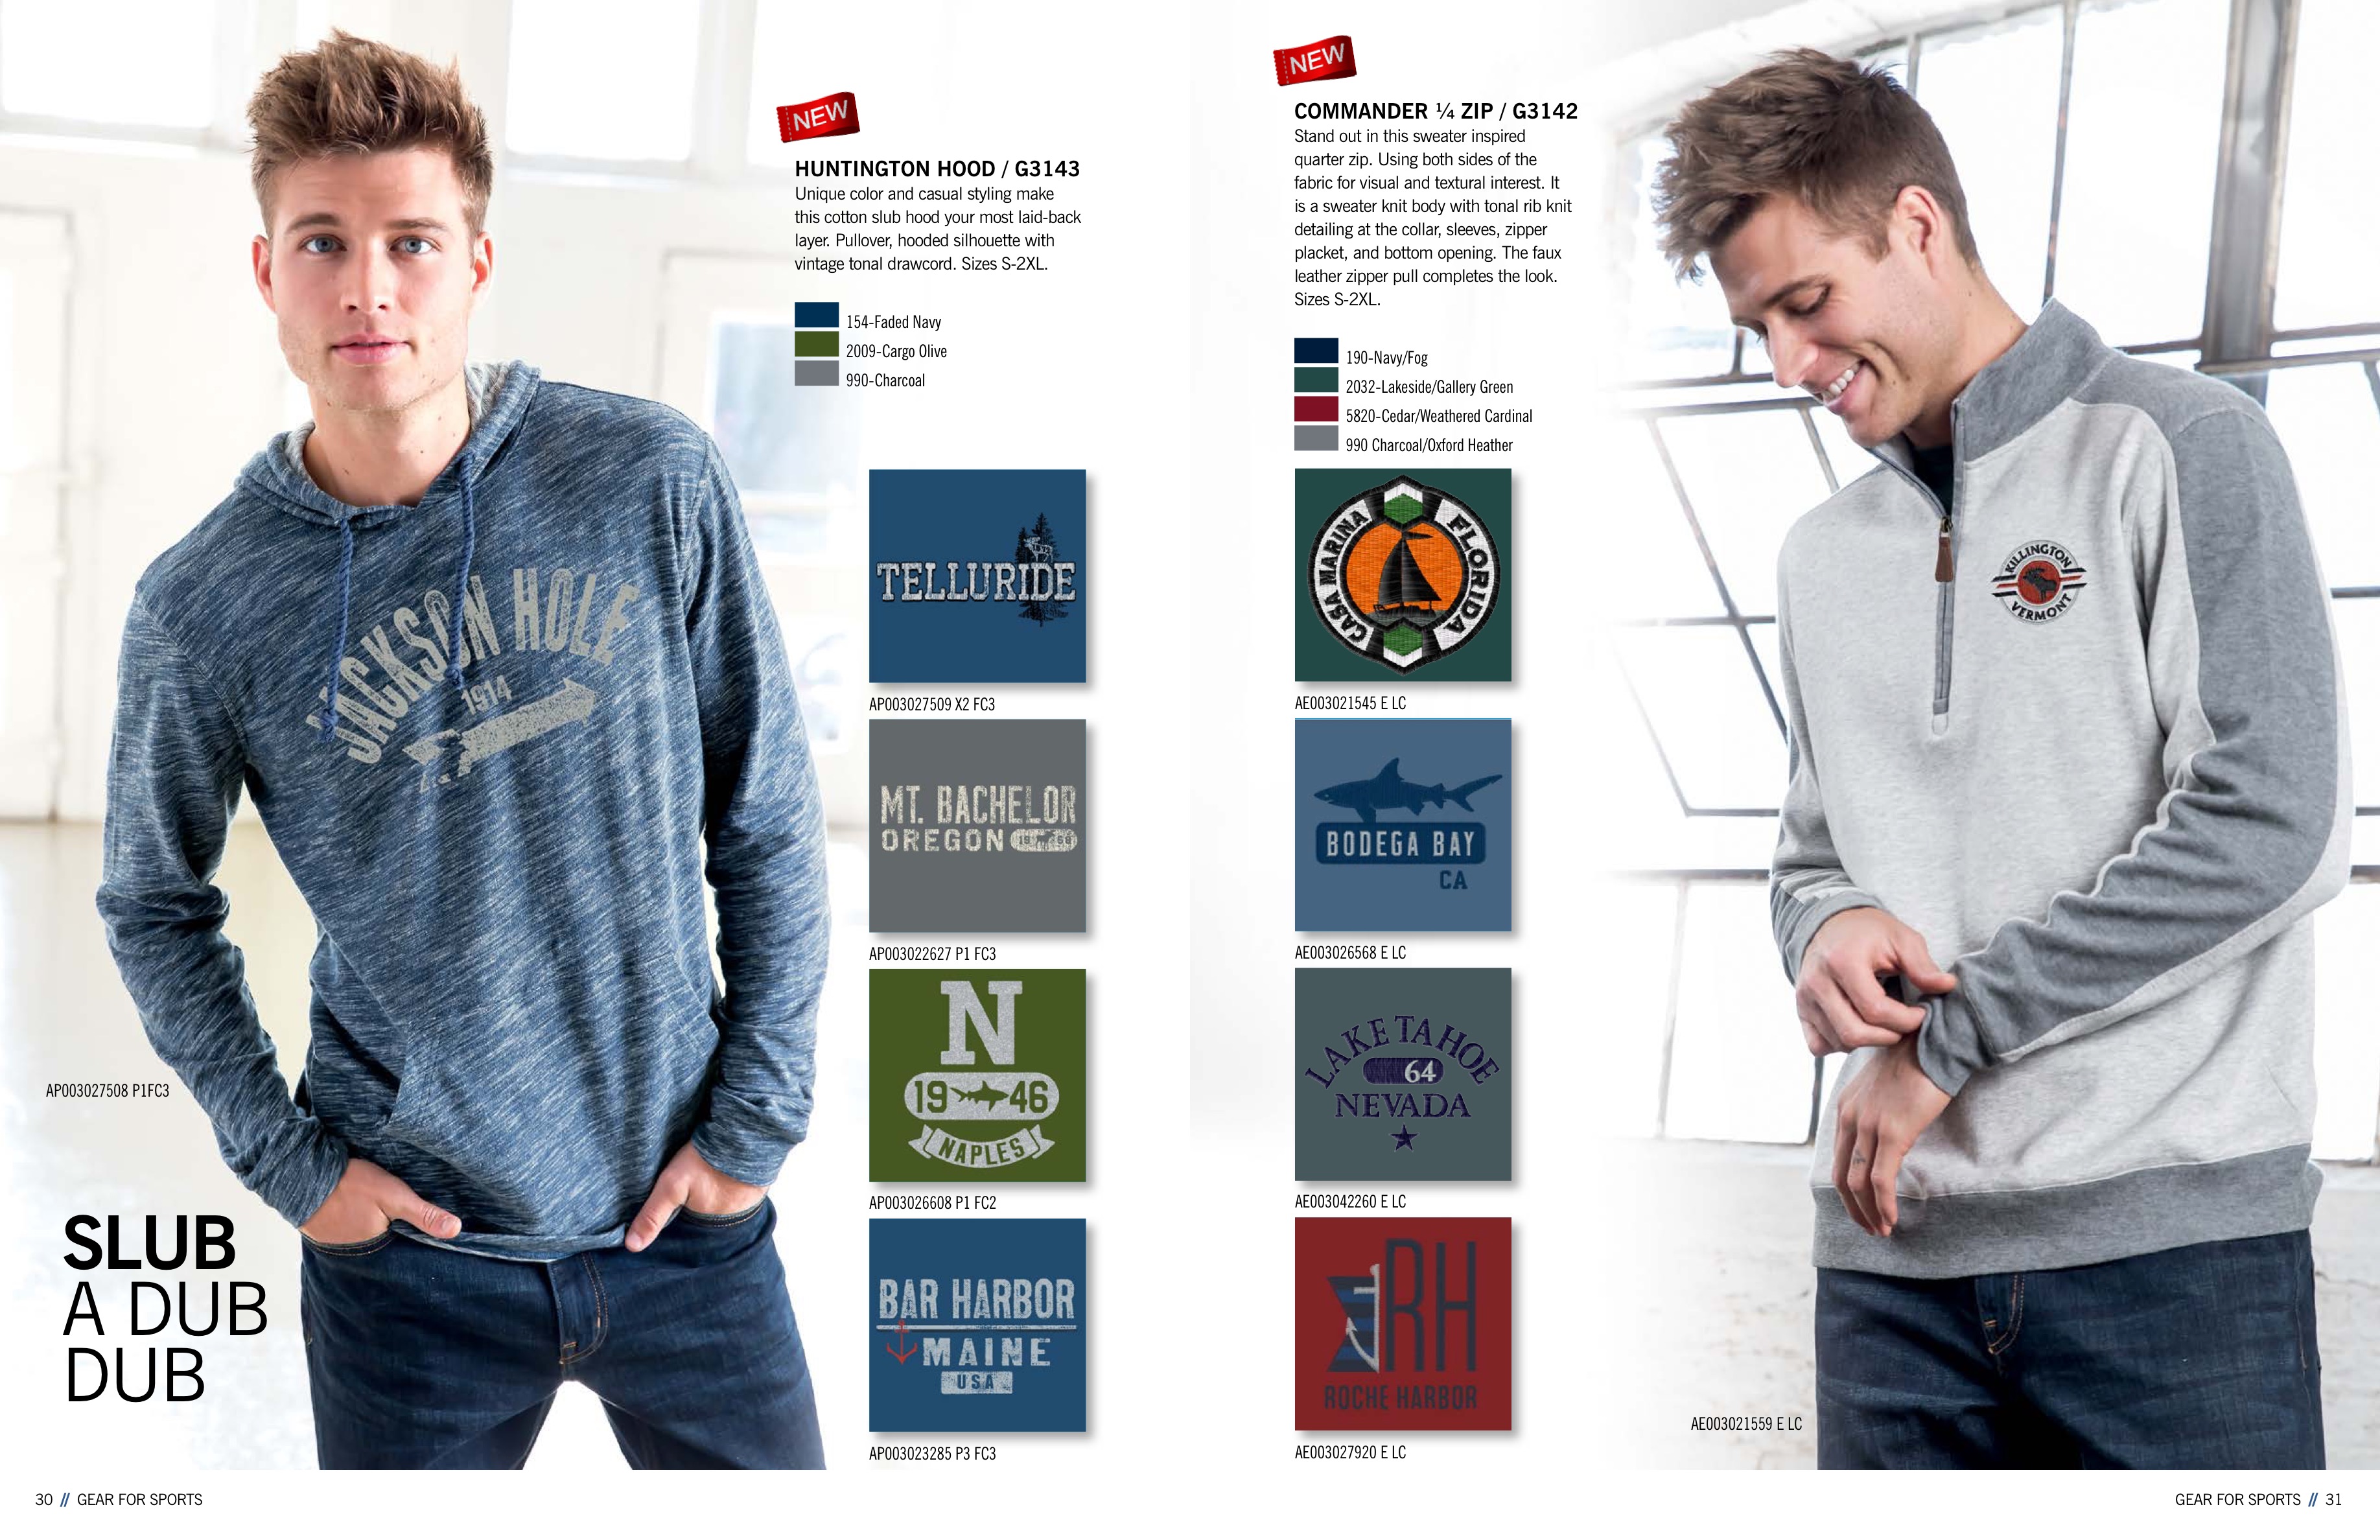 NEW
HUNTINGTON HOOD / G3143
Unique color and casual styling make
this cotton slub hood your most laid-back
layer. Pullover, hooded silhouette with
vintage tonal drawcord. Sizes S-2XL.
154-Faded Navy
2009-Cargo Olive
990-Charcoal
JACKSON HOLE
1914
AP003027508 P1FC3
SLUB
A DUB
DUB
TELLURIDE
AP003027509 X2 FC3
MT. BACHELOR
OREGON
AP003022627 P1 FC3
N
19 46
NAPLES
AP003026608 P1 FC2
BAR HARBOR
MAINE
USA
AP003023285 P3 FC3
30 // GEAR FOR SPORTS
NEW
COMMANDER ¼ ZIP / G3142
Stand out in this sweater inspired
quarter zip. Using both sides of the
fabric for visual and textural interest. It
is a sweater knit body with tonal rib knit
detailing at the collar, sleeves, zipper
placket, and bottom opening. The faux
leather zipper pull completes the look.
Sizes S-2XL.
190-Navy/Fog
2032-Lakeside/Gallery Green
5820-Cedar/Weathered Cardinal
990 Charcoal/Oxford Heather
CASA MARINA
FLORIDA
AE003021545 E LC
BODEGA BAY
CA
AE003026568 E LC
LAKE TAHOE
64
NEVADA
AE003042260 E LC
RH
ROCHE HARBOR
AE003027920 E LC
KILLINGTON
VERMONT
AE003021559 E LC
GEAR FOR SPORTS // 31